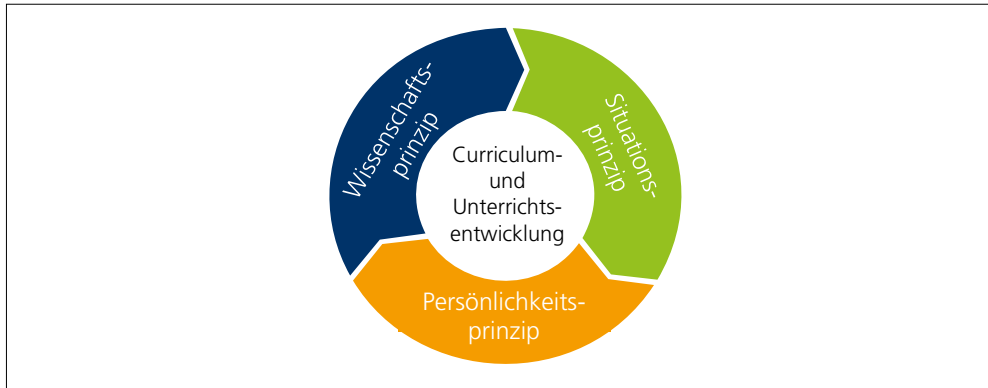 Wissenschafts-
prinzip
Situations-
prinzip
Curriculum-
und
Unterrichts-
entwicklung
Persönlichkeits-
prinzip